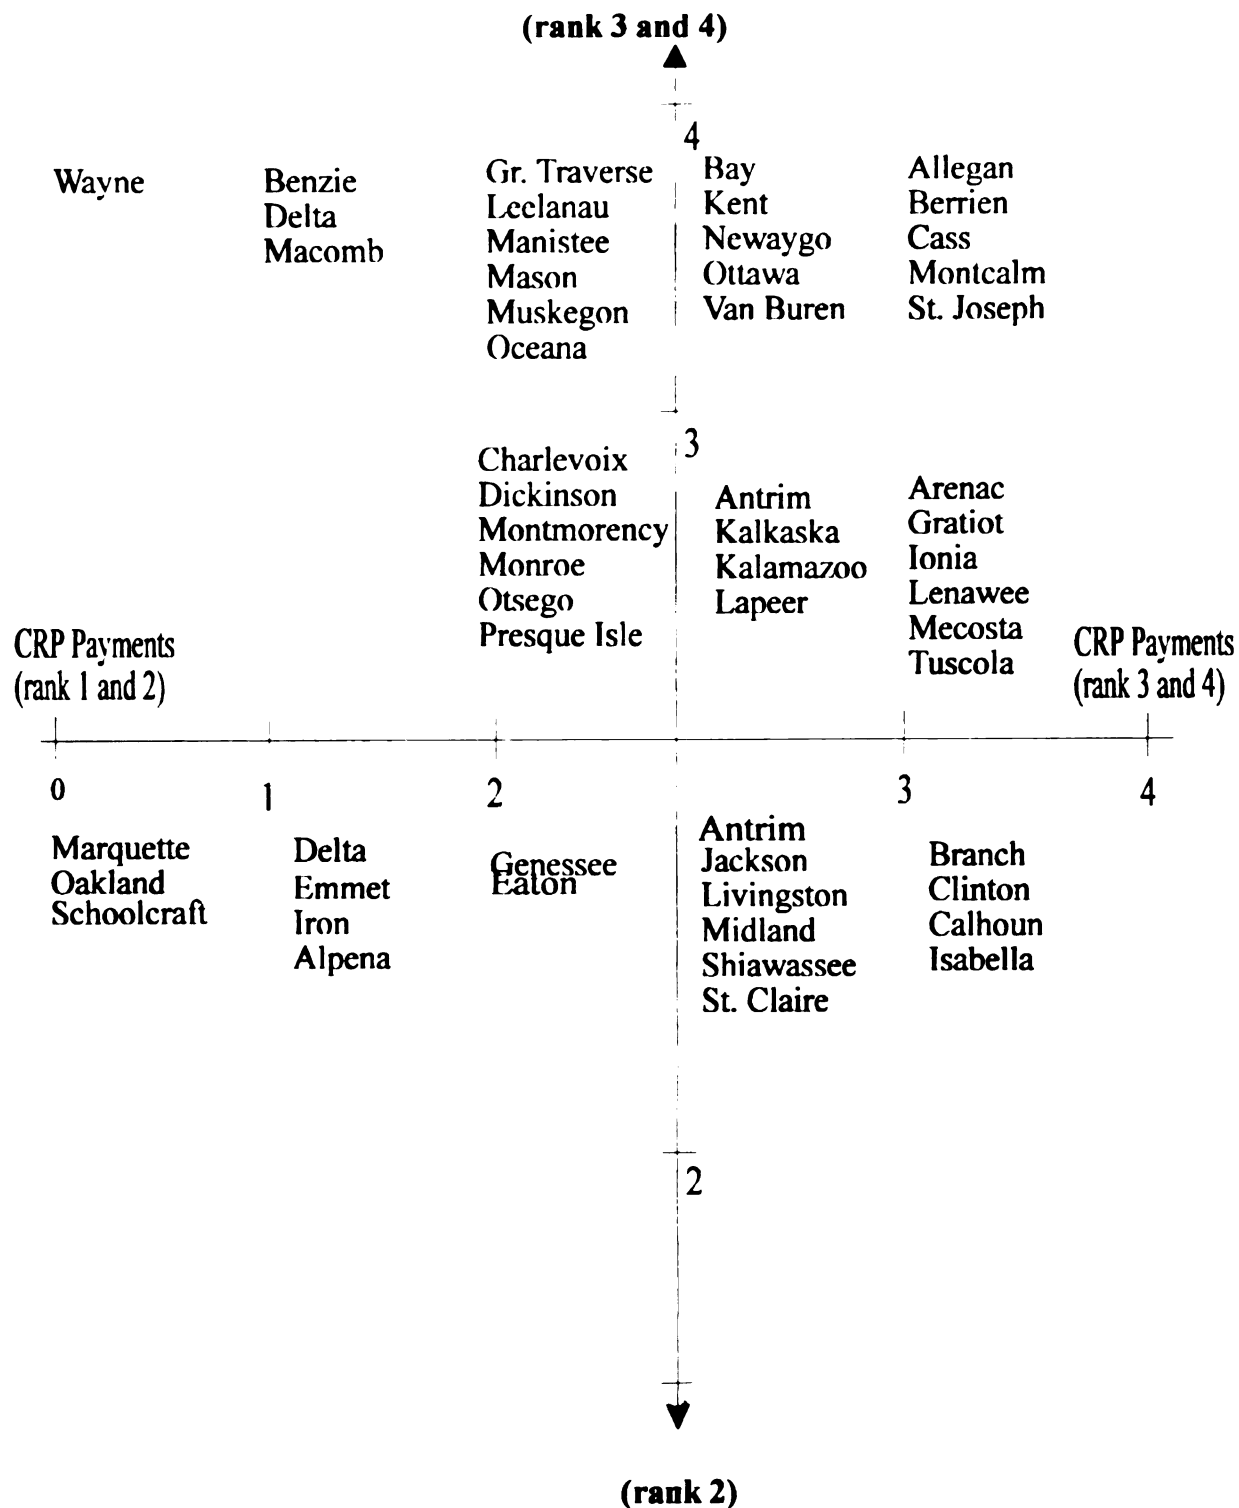 (rank 3 and 4)
4
Wayne
Benzie
Delta
Macomb
Gr. Traverse
Leelanau
Manistee
Mason
Muskegon
Oceana
Bay
Kent
Newaygo
Ottawa
Van Buren
Allegan
Berrien
Cass
Montcalm
St. Joseph
3
Charlevoix
Dickinson
Montmorency
Monroe
Otsego
Presque Isle
Antrim
Kalkaska
Kalamazoo
Lapeer
Arenac
Gratiot
Ionia
Lenawee
Mecosta
Tuscola
CRP Payments
(rank 1 and 2)
CRP Payments
(rank 3 and 4)
0
1
2
3
4
Marquette
Oakland
Schoolcraft
Delta
Emmet
Iron
Alpena
Genessee
Eaton
Antrim
Jackson
Livingston
Midland
Shiawassee
St. Claire
Branch
Clinton
Calhoun
Isabella
2
(rank 2)